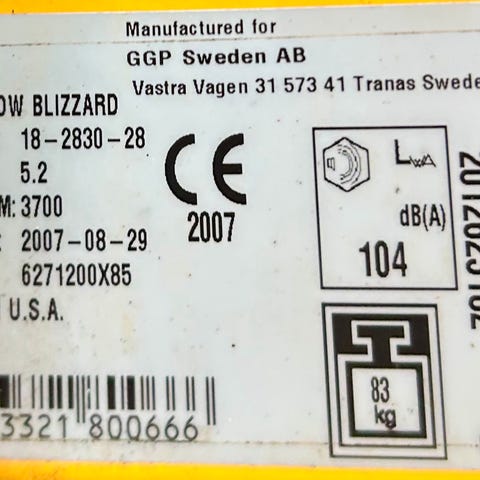 Manufactured for
GGP Sweden AB
Vastra Vagen 31 573 41 Tranas Swede
OW BLIZZARD
18-2830-28
5.2
M: 3700
: 2007-08-29
6271200X85
U.S.A.
CE
2007
LWA
dB(A)
104
83
kg
3321 800666